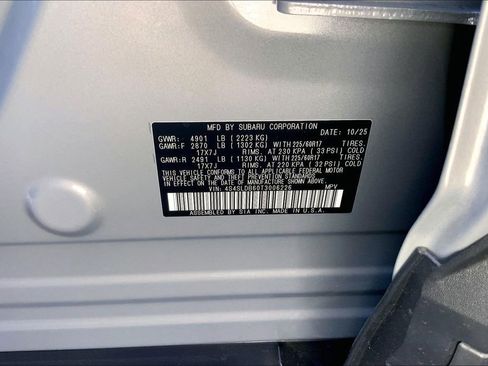 MFD BY SUBARU CORPORATION 10/25
GVWR: 4901 LB (2223 KG)
GAWR:F 2870 LB (1302 KG) WITH 225/60R17 TIRES,
17X7J RIMS, AT 230 KPA (33 PSI) COLD
GAWR:R 2491 LB (1130 KG) WITH 225/60R17 TIRES,
17X7J RIMS, AT 220 KPA (32 PSI) COLD
THIS VEHICLE CONFORMS TO ALL APPLICABLE FEDERAL MOTOR
VEHICLE SAFETY AND THEFT PREVENTION STANDARDS IN EFFECT
ON THE DATE OF MANUFACTURE SHOWN ABOVE.
VIN: 4S4SLDB60T3006226 MPV
ASSEMBLED BY SIA INC. MADE IN U.S.A.